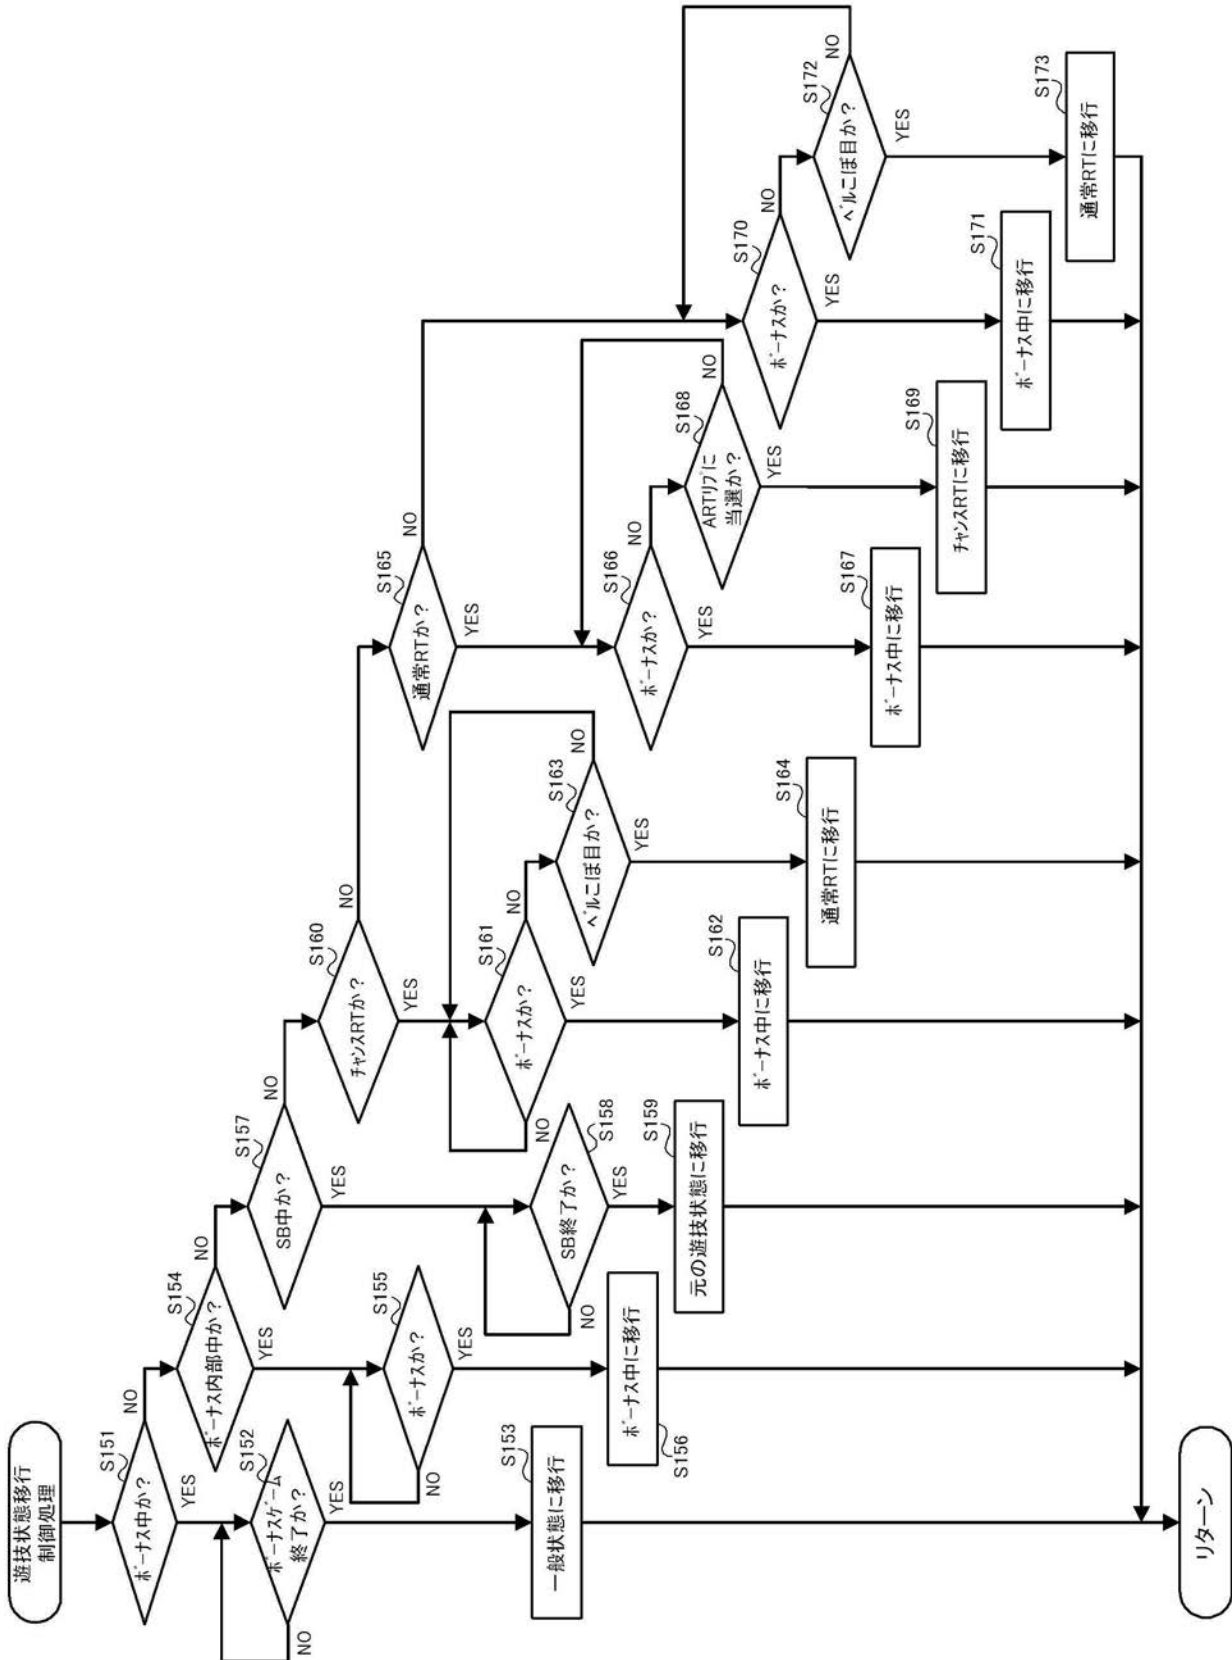 遊技状態移行
制御処理
S151
ボーナス中か？
NO
YES
S152
ボーナスゲーム
終了か？
NO
YES
S153
一般状態に移行
S154
ボーナス内部中か？
NO
YES
S155
ボーナスか？
NO
YES
S156
ボーナス中に移行
S157
SB中か？
NO
YES
S158
SB終了か？
NO
YES
S159
元の遊技状態に移行
S160
チャンスRTか？
NO
YES
S161
ボーナスか？
NO
NO
YES
S162
ボーナス中に移行
S163
ベルこぼ目か？
NO
YES
S164
通常RTに移行
S165
通常RTか？
NO
YES
S166
ボーナスか？
NO
YES
S167
ボーナス中に移行
S168
ARTリプに
当選か？
NO
YES
S169
チャンスRTに移行
S170
ボーナスか？
NO
YES
S171
ボーナス中に移行
S172
ベルこぼ目か？
NO
YES
S173
通常RTに移行
リターン